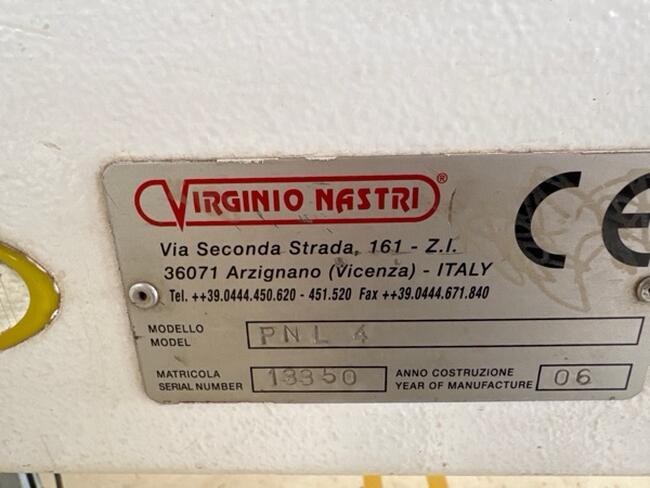 VIRGINIO NASTRI®
CE
Via Seconda Strada, 161 - Z.I.
36071 Arzignano (Vicenza) - ITALY
Tel. ++39.0444.450.620 - 451.520 Fax ++39.0444.671.840
MODELLO
MODEL
PNL 4
MATRICOLA
SERIAL NUMBER
13350
ANNO COSTRUZIONE
YEAR OF MANUFACTURE
06